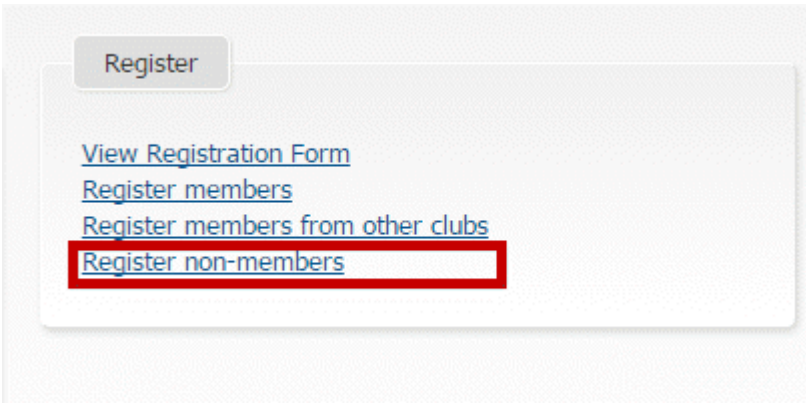 Register
View Registration Form
Register members
Register members from other clubs
Register non-members